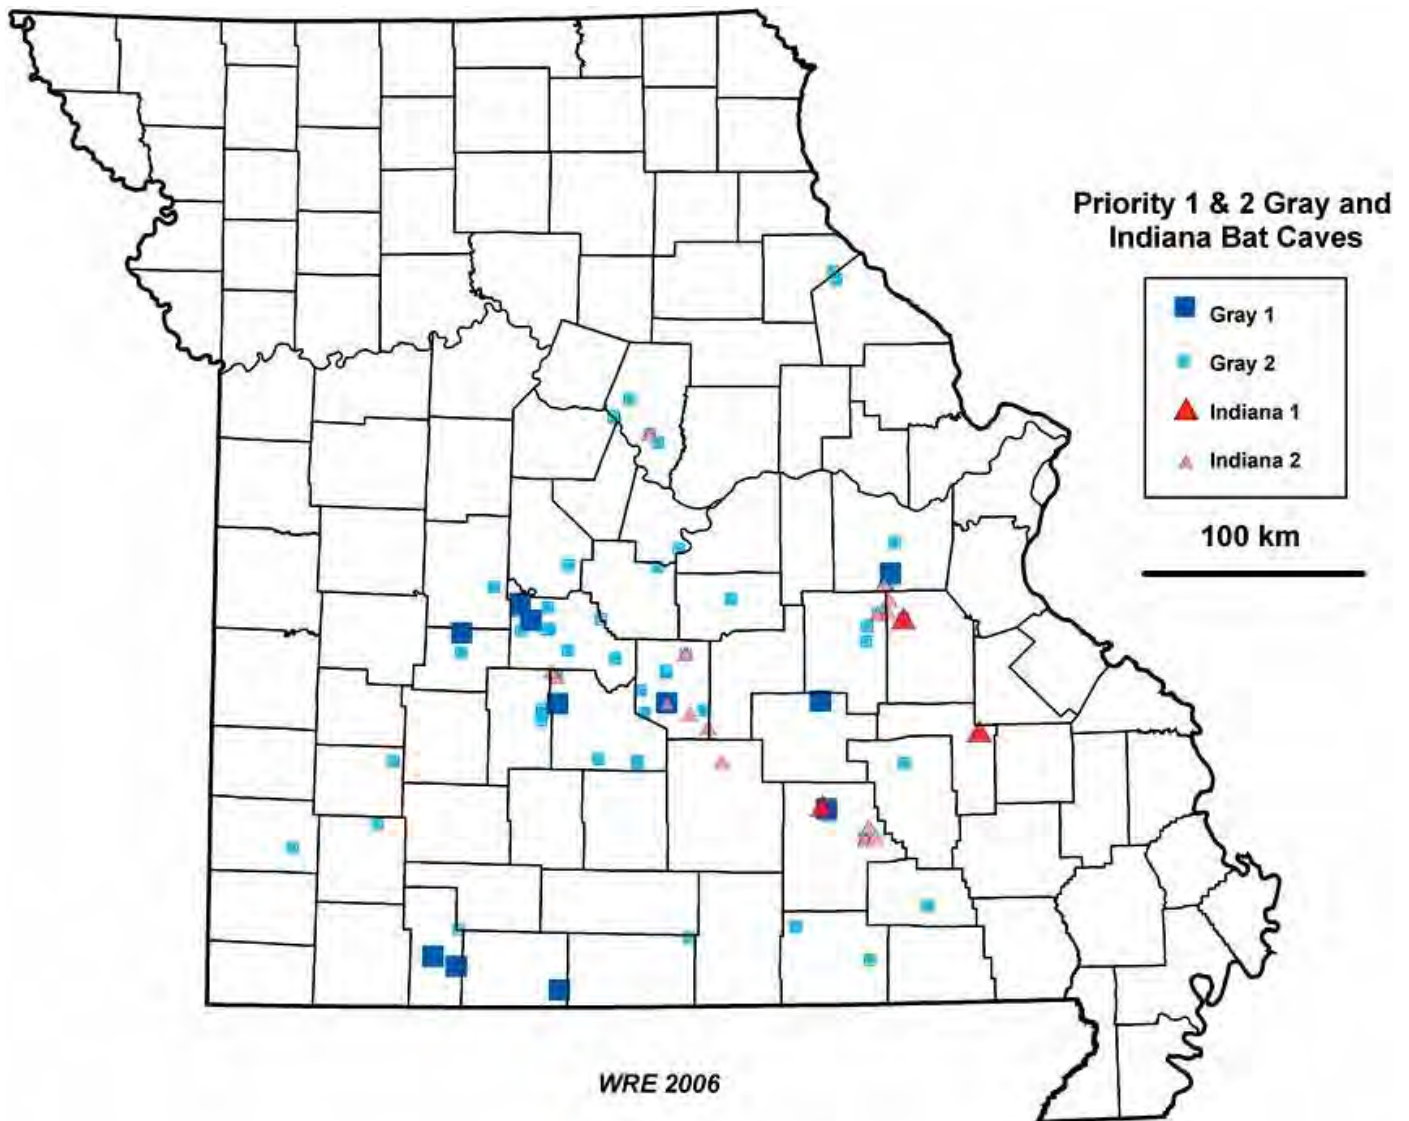 Priority 1 & 2 Gray and
Indiana Bat Caves
Gray 1
Gray 2
Indiana 1
Indiana 2
100 km
WRE 2006